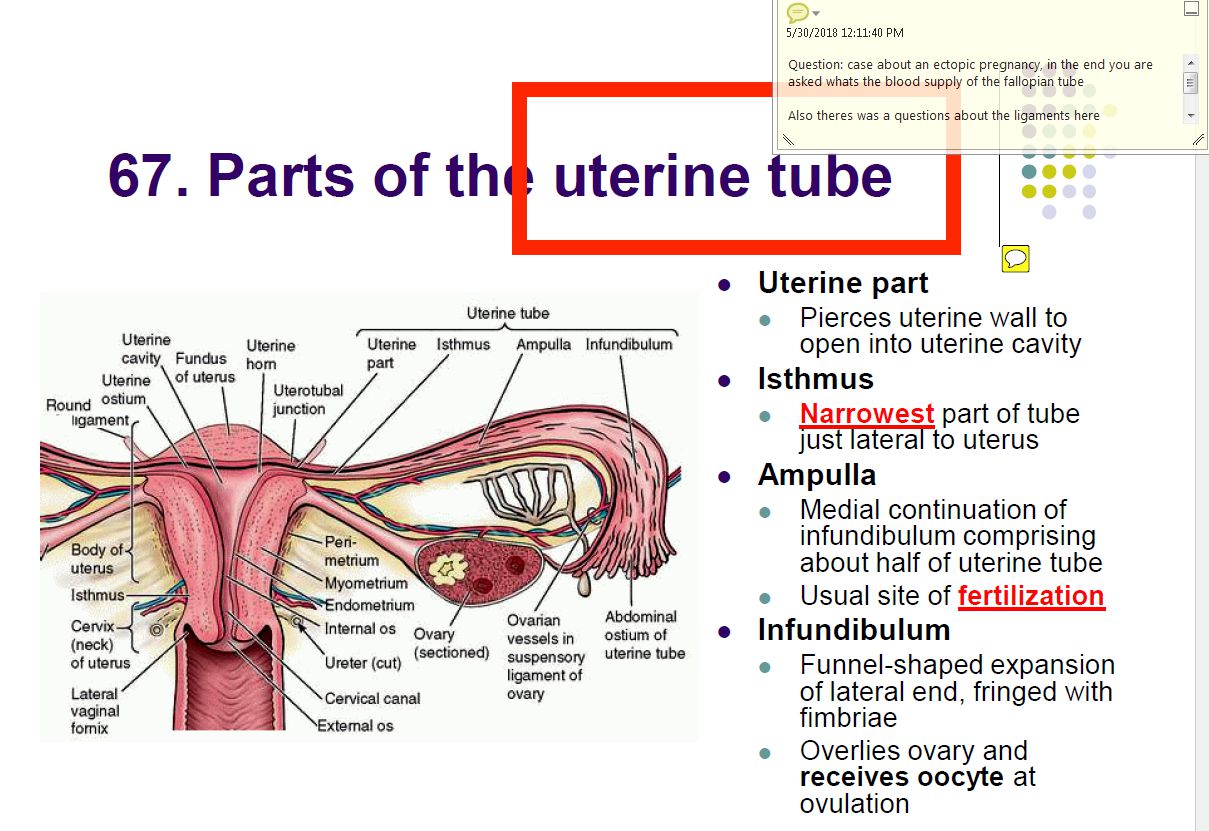 5/30/2018 12:11:40 PM
Question: case about an ectopic pregnancy, in the end you are
asked whats the blood supply of the fallopian tube
Also theres was a questions about the ligaments here
67. Parts of the uterine tube
Uterine tube
Uterine
cavity
Fundus
of uterus
Uterine
horn
Uterine
part
Isthmus
Ampulla
Infundibulum
Uterine
ostium
Uterotubal
junction
Round
ligament
Body of
uterus
Isthmus
Cervix
(neck)
of uterus
Lateral
vaginal
fornix
Peri-
metrium
Myometrium
Endometrium
Internal os
Ureter (cut)
Cervical canal
External os
Ovary
(sectioned)
Ovarian
vessels in
suspensory
ligament of
ovary
Abdominal
ostium of
uterine tube
Uterine part
Pierces uterine wall to
open into uterine cavity
Isthmus
Narrowest part of tube
just lateral to uterus
Ampulla
Medial continuation of
infundibulum comprising
about half of uterine tube
Usual site of fertilization
Infundibulum
Funnel-shaped expansion
of lateral end, fringed with
fimbriae
Overlies ovary and
receives oocyte at
ovulation